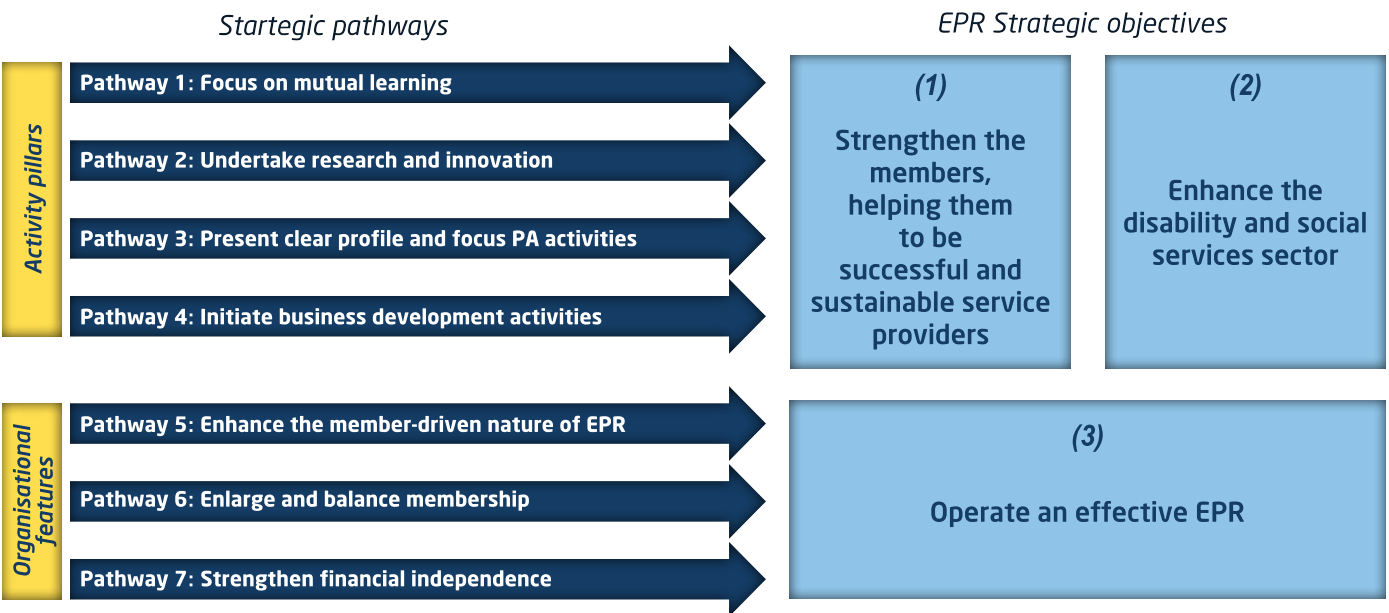 Startegic pathways
EPR Strategic objectives
Activity pillars
Pathway 1: Focus on mutual learning
Pathway 2: Undertake research and innovation
Pathway 3: Present clear profile and focus PA activities
Pathway 4: Initiate business development activities
(1)
Strengthen the
members,
helping them
to be
successful and
sustainable service
providers
(2)
Enhance the
disability and social
services sector
Organisational
features
Pathway 5: Enhance the member-driven nature of EPR
Pathway 6: Enlarge and balance membership
Pathway 7: Strengthen financial independence
(3)
Operate an effective EPR